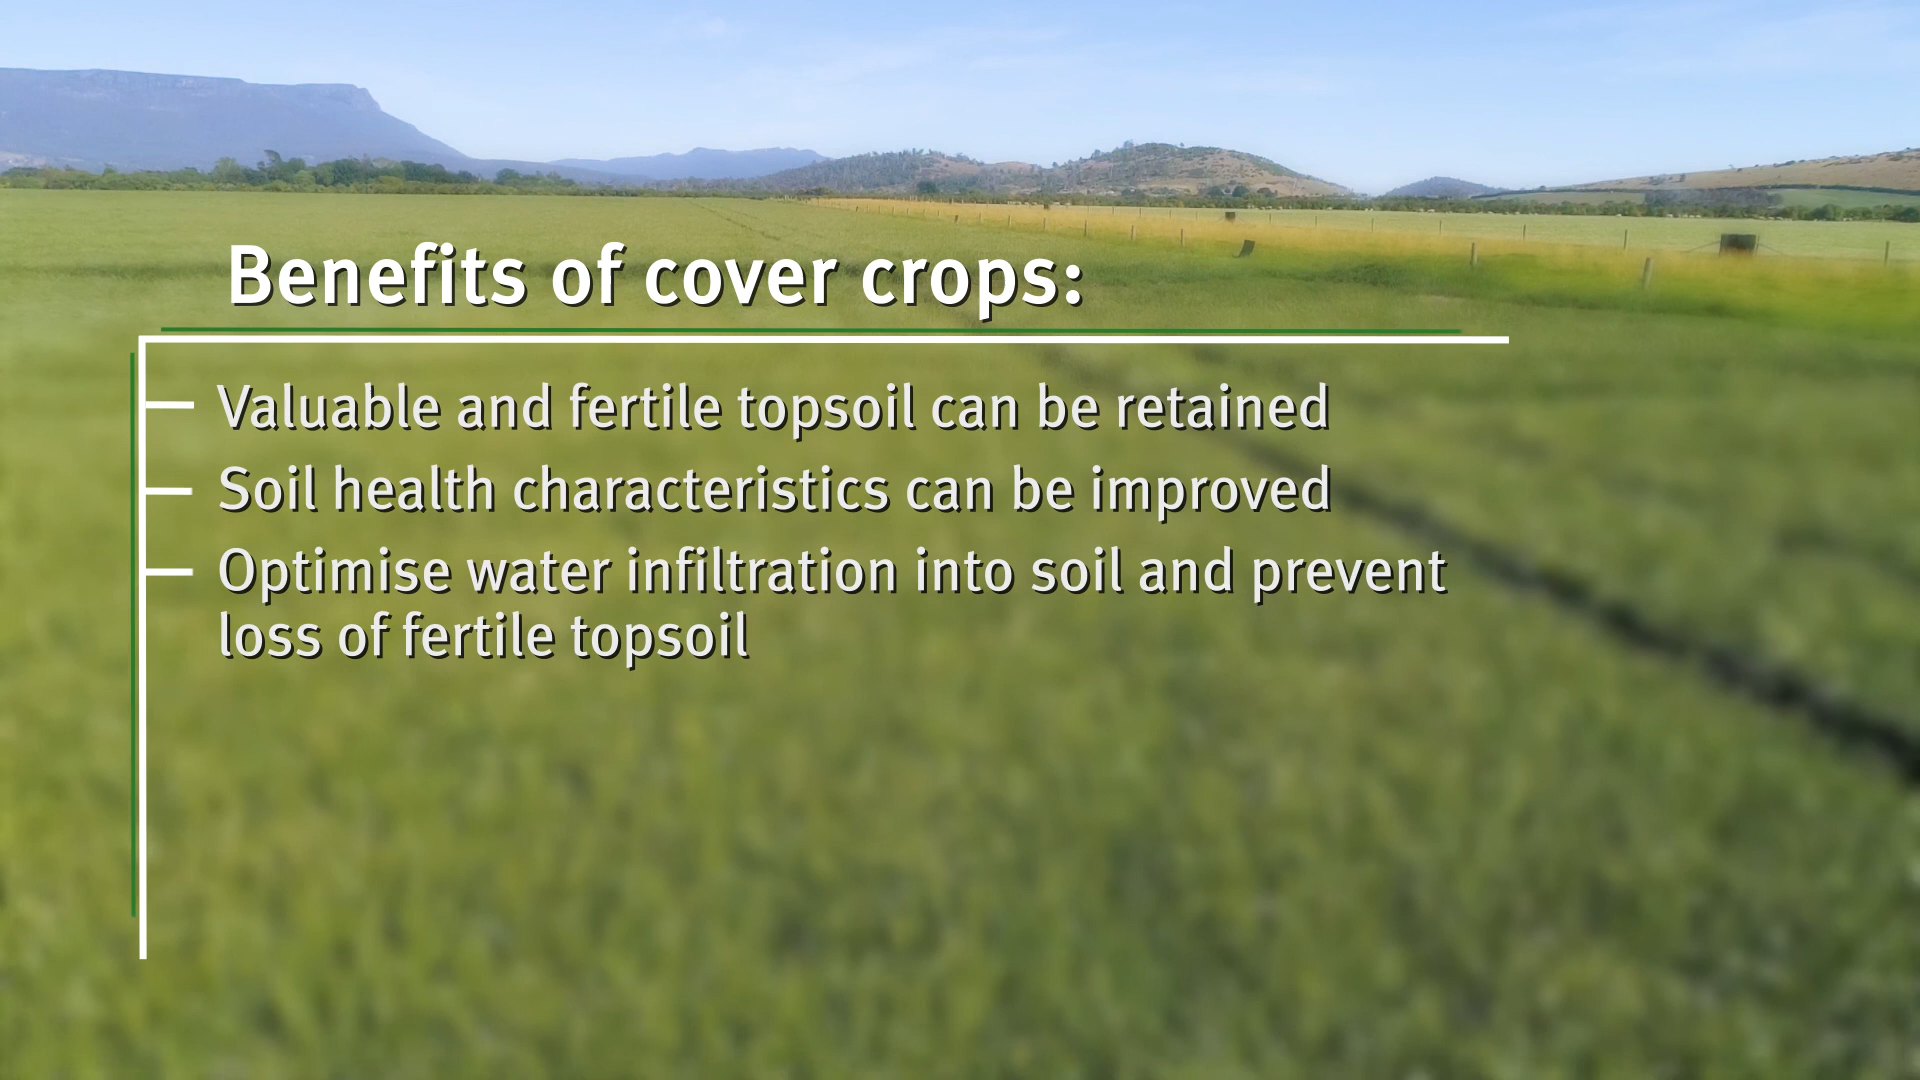 Benefits of cover crops:
Valuable and fertile topsoil can be retained
Soil health characteristics can be improved
Optimise water infiltration into soil and prevent
loss of fertile topsoil